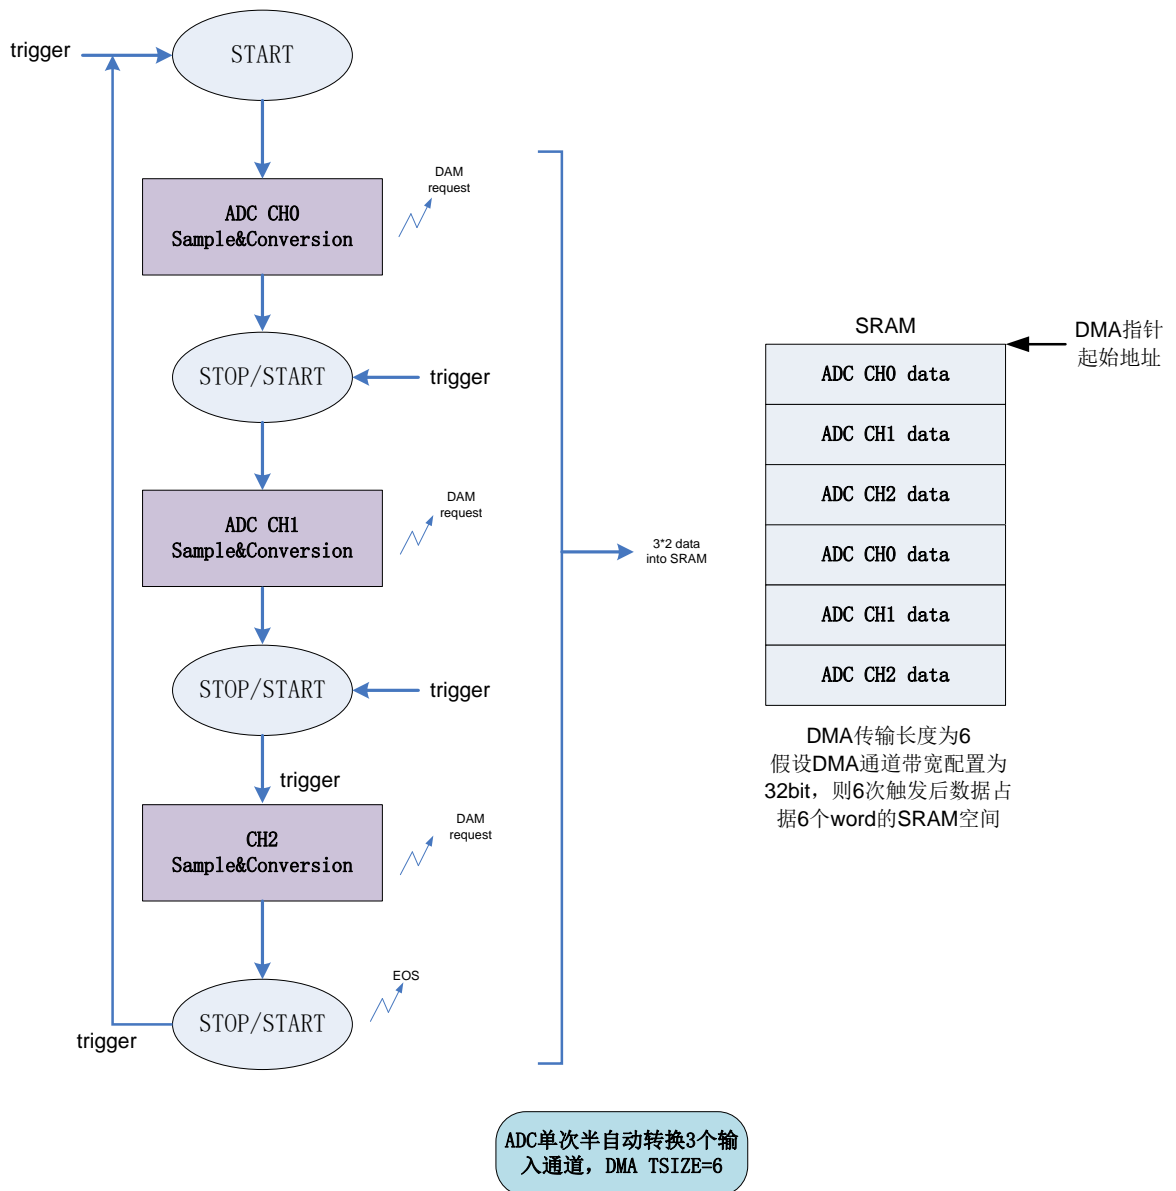 trigger
START
DAM
request
ADC CH0
Sample&Conversion
STOP/START
trigger
DAM
request
ADC CH1
Sample&Conversion
STOP/START
trigger
trigger
DAM
request
CH2
Sample&Conversion
EOS
STOP/START
trigger
3*2 data
into SRAM
SRAM
DMA指针
起始地址
ADC CH0 data
ADC CH1 data
ADC CH2 data
ADC CH0 data
ADC CH1 data
ADC CH2 data
DMA传输长度为6
假设DMA通道带宽配置为
32bit，则6次触发后数据占
据6个word的SRAM空间
ADC单次半自动转换3个输
入通道，DMA TSIZE=6